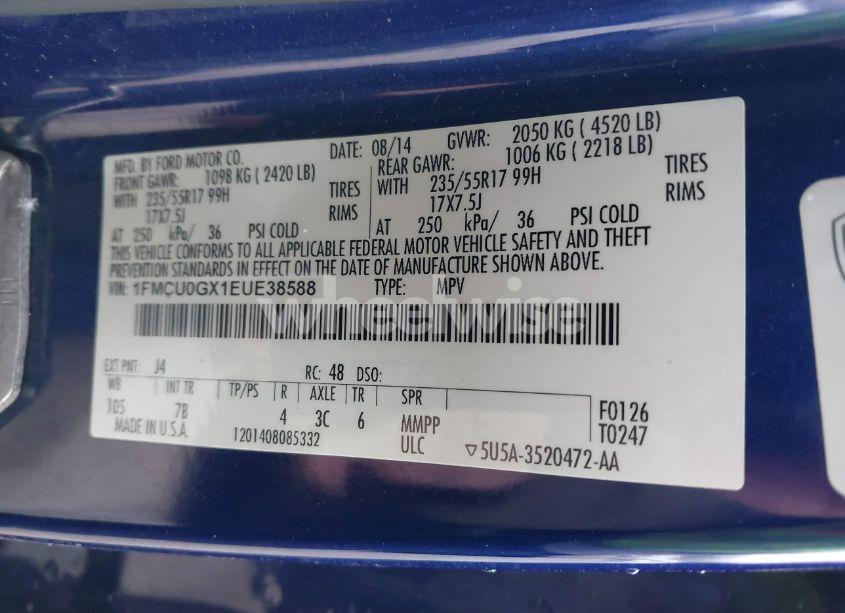 MFD. BY FORD MOTOR CO. DATE: 08/14 GVWR: 2050 KG ( 4520 LB)
FRONT GAWR: 1098 KG ( 2420 LB) REAR GAWR: 1006 KG ( 2218 LB)
WITH 235/55R17 99H TIRES WITH 235/55R17 99H TIRES
17X7.5J RIMS 17X7.5J RIMS
AT 250 kPa/ 36 PSI COLD AT 250 kPa/ 36 PSI COLD
THIS VEHICLE CONFORMS TO ALL APPLICABLE FEDERAL MOTOR VEHICLE SAFETY AND THEFT
PREVENTION STANDARDS IN EFFECT ON THE DATE OF MANUFACTURE SHOWN ABOVE.
VIN: 1FMCU0GX1EUE38588 TYPE: MPV
wheelwise
EXT PNT: J4 RC: 48 DSO:
WB INT TR TP/PS R AXLE TR SPR
105 7B 4 3C 6 MMPP F0126
MADE IN U.S.A. 1201408085332 ULC T0247
▽5U5A-3520472-AA